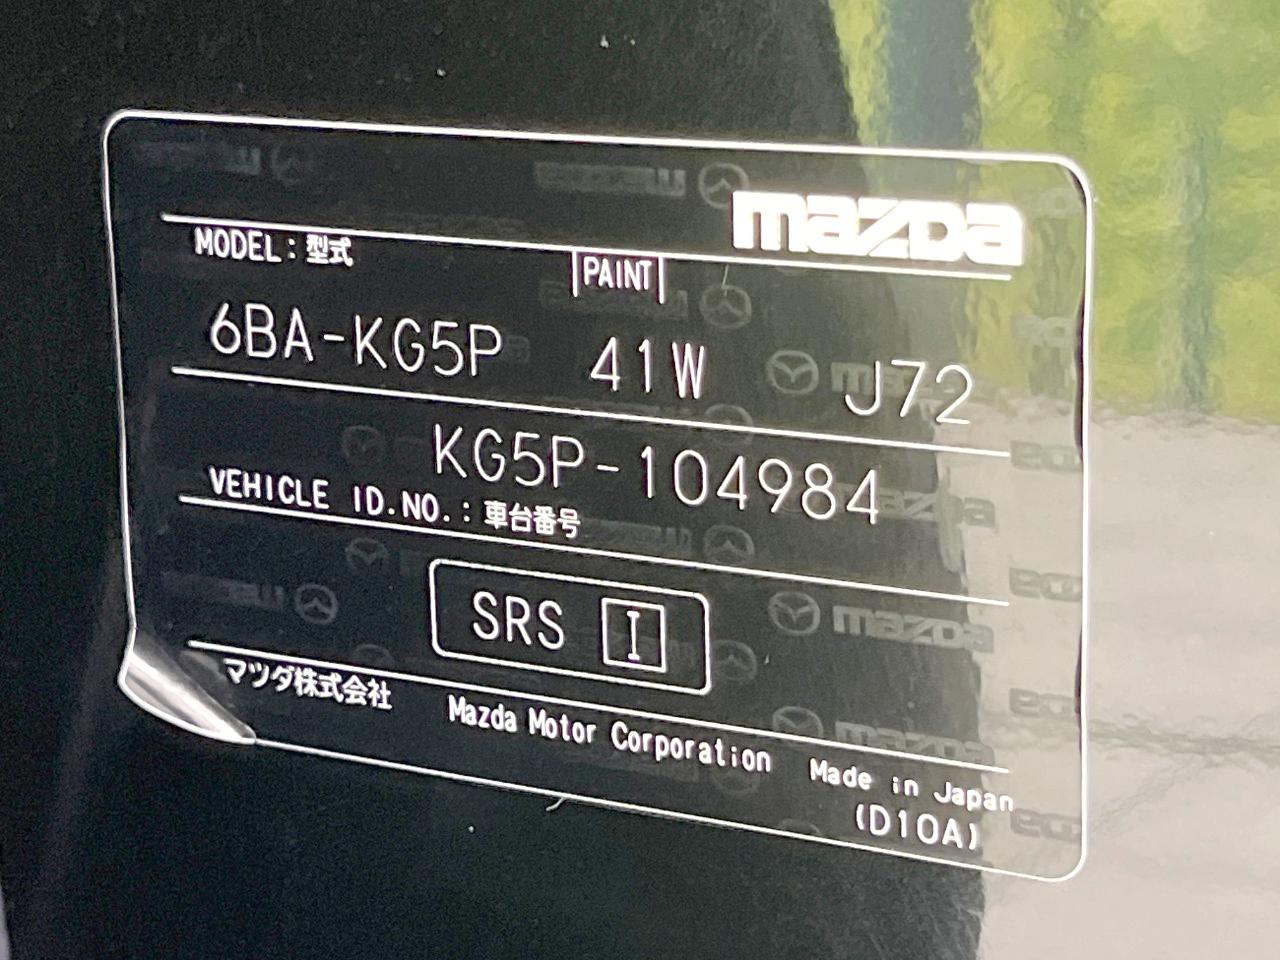 mazda
MODEL: 型式 PAINT
6BA-KG5P 41W J72
KG5P-104984
VEHICLE ID.NO.: 車台番号
SRS I
マツダ株式会社 Mazda Motor Corporation Made in Japan
(D10A)